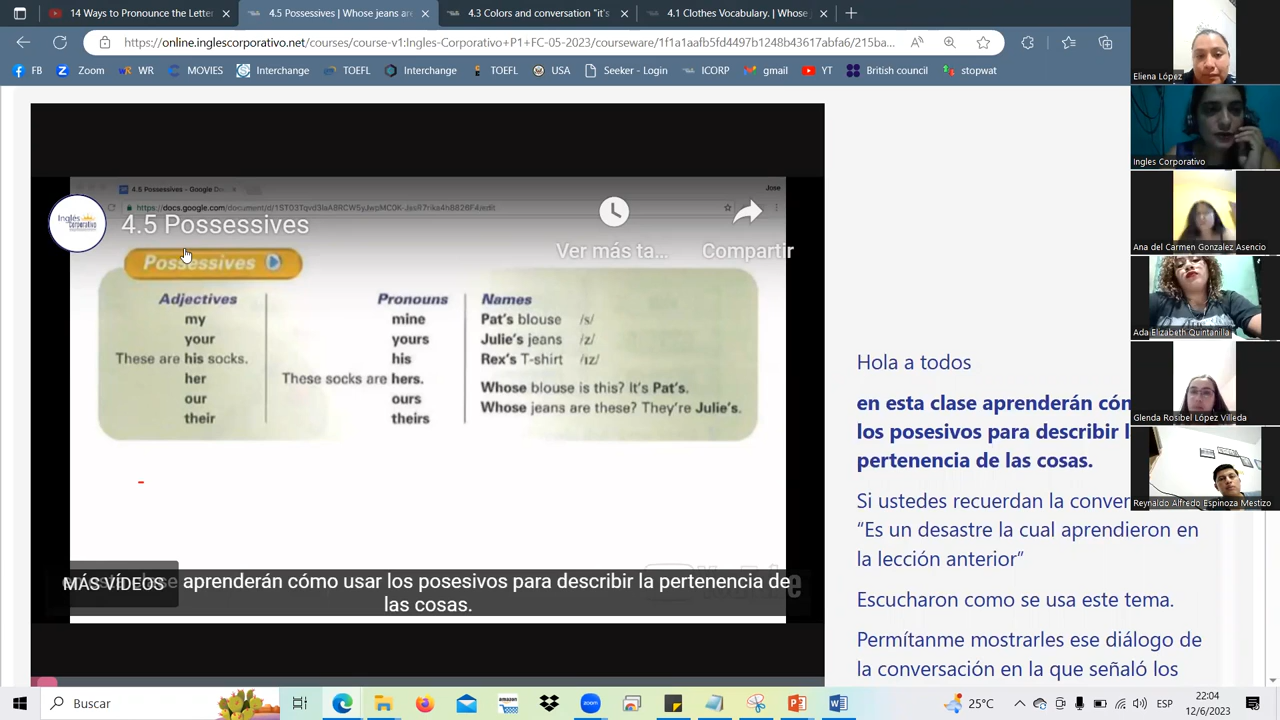 14 Ways to Pronounce the Letter
4.5 Possessives | Whose jeans are
4.3 Colors and conversation "it's
4.1 Clothes Vocabulary. | Whose
https://online.inglescorporativo.net/courses/course-v1:Ingles-Corporativo+P1+FC-05-2023/courseware/1f1a1aafb5fd4497b1248b43617abfa6/215ba...
FB
Zoom
WR
MOVIES
Interchange
TOEFL
Interchange
TOEFL
USA
Seeker - Login
ICORP
gmail
YT
British council
stopwat
4.5 Possessives - Google Do
Jose
4.5 Possessives
Ver más ta...
Compartir
Possessives
Adjectives
Pronouns
Names
my
mine
Pat's blouse /s/
your
yours
Julie's jeans /z/
These are his socks.
his
Rex's T-shirt /ɪz/
her
These socks are hers.
Whose blouse is this? It's Pat's.
our
ours
Whose jeans are these? They're Julie's.
their
theirs
MÁS VÍDEOS
aprenderán cómo usar los posesivos para describir la pertenencia de
las cosas.
Hola a todos
en esta clase aprenderán cóm
los posesivos para describir l
pertenencia de las cosas.
Si ustedes recuerdan la conver
“Es un desastre la cual aprendieron en
la lección anterior”
Escucharon como se usa este tema.
Permítanme mostrarles ese diálogo de
la conversación en la que señaló los
Eliena López
Ingles Corporativo
Ana del Carmen Gonzalez Asencio
Ada Elizabeth Quintanilla
Glenda Rosibel López Villeda
Reynaldo Alfredo Espinoza Mestizo
Buscar
25°C
ESP
22:04
12/6/2023